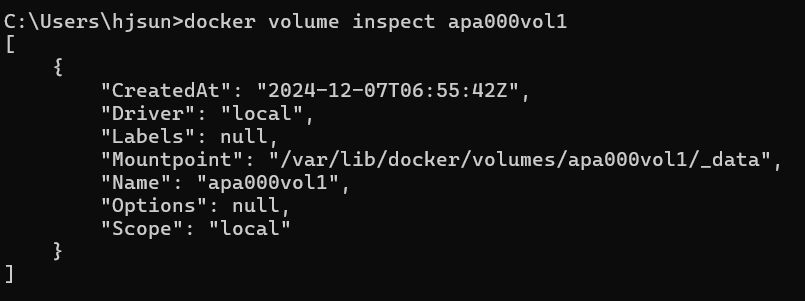 C:\Users\hjsun>docker volume inspect apa000vol1
[
    {
        "CreatedAt": "2024-12-07T06:55:42Z",
        "Driver": "local",
        "Labels": null,
        "Mountpoint": "/var/lib/docker/volumes/apa000vol1/_data",
        "Name": "apa000vol1",
        "Options": null,
        "Scope": "local"
    }
]